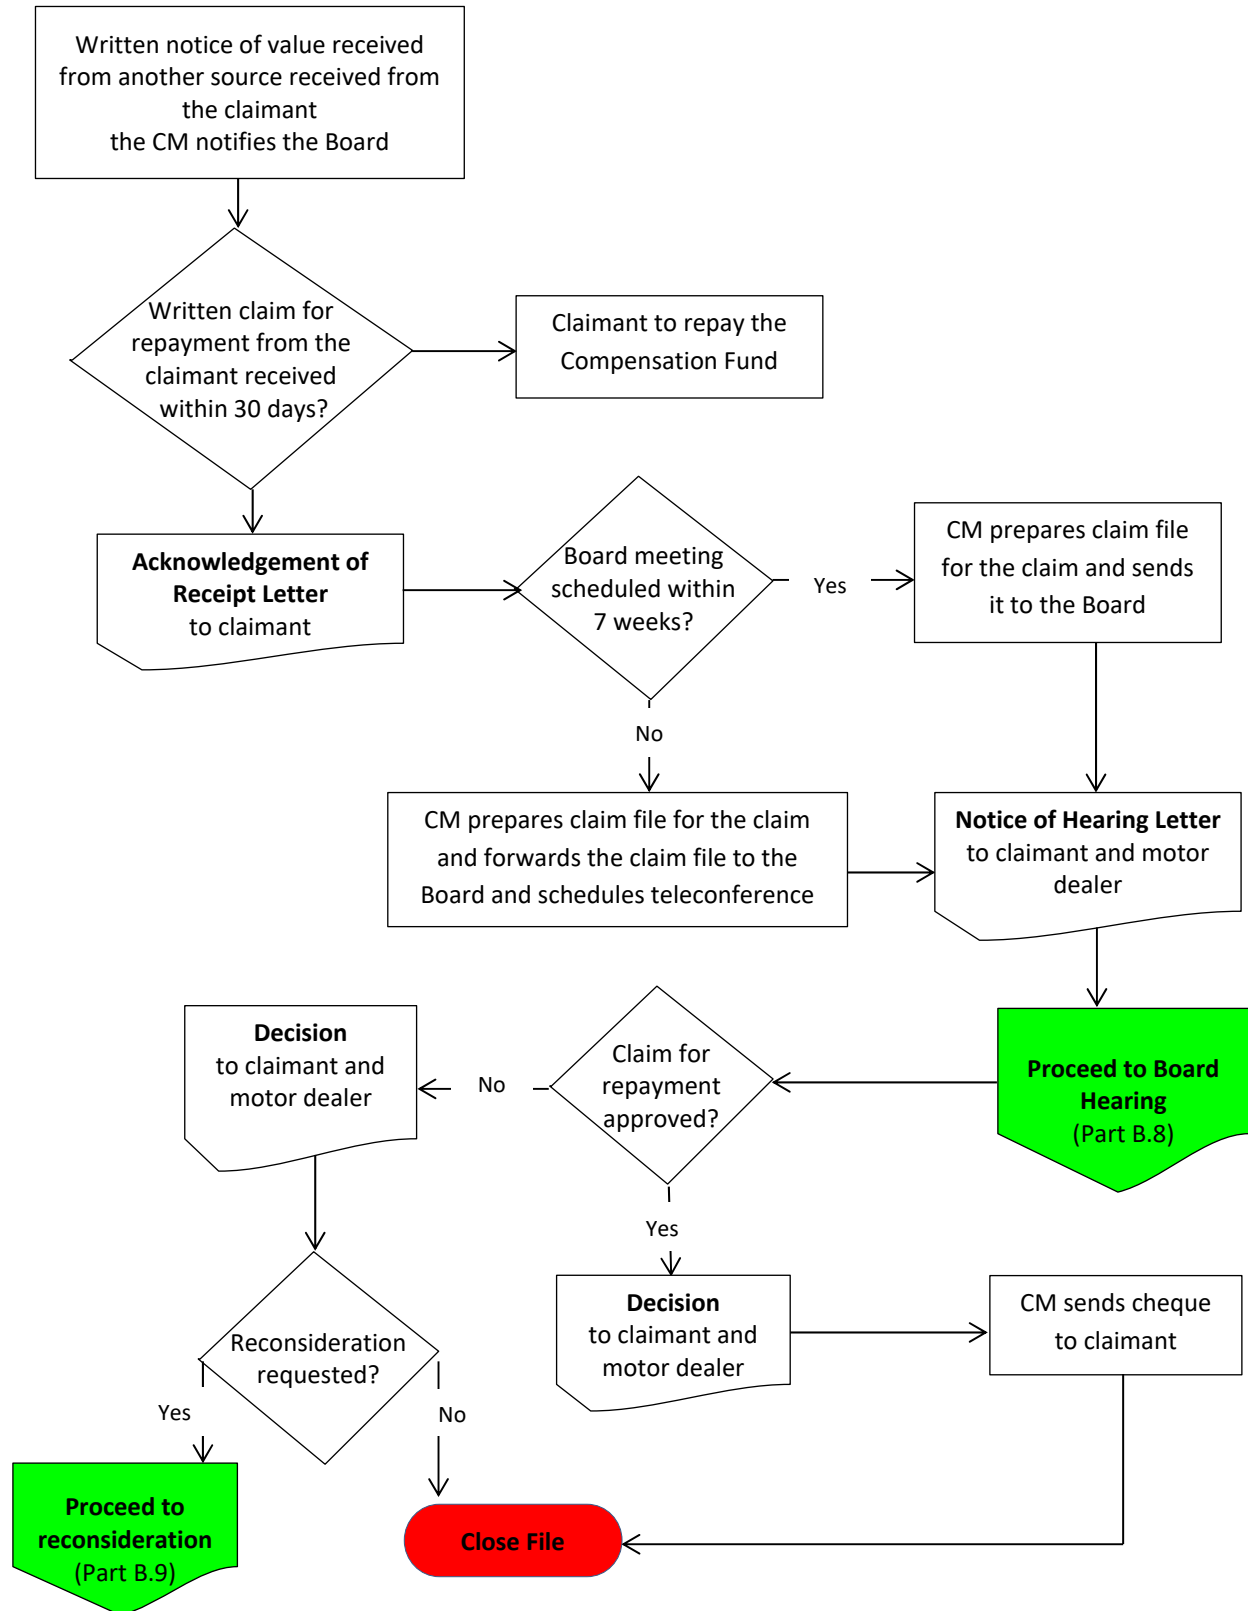 Written notice of value received
from another source received from
the claimant
the CM notifies the Board
Written claim for
repayment from the
claimant received
within 30 days?
Claimant to repay the
Compensation Fund
Acknowledgement of
Receipt Letter
to claimant
Board meeting
scheduled within
7 weeks?
Yes
CM prepares claim file
for the claim and sends
it to the Board
No
CM prepares claim file for the claim
and forwards the claim file to the
Board and schedules teleconference
Notice of Hearing Letter
to claimant and motor
dealer
Proceed to Board
Hearing
(Part B.8)
Claim for
repayment
approved?
No
Decision
to claimant and
motor dealer
Yes
Decision
to claimant and
motor dealer
CM sends cheque
to claimant
Reconsideration
requested?
Yes
No
Proceed to
reconsideration
(Part B.9)
Close File